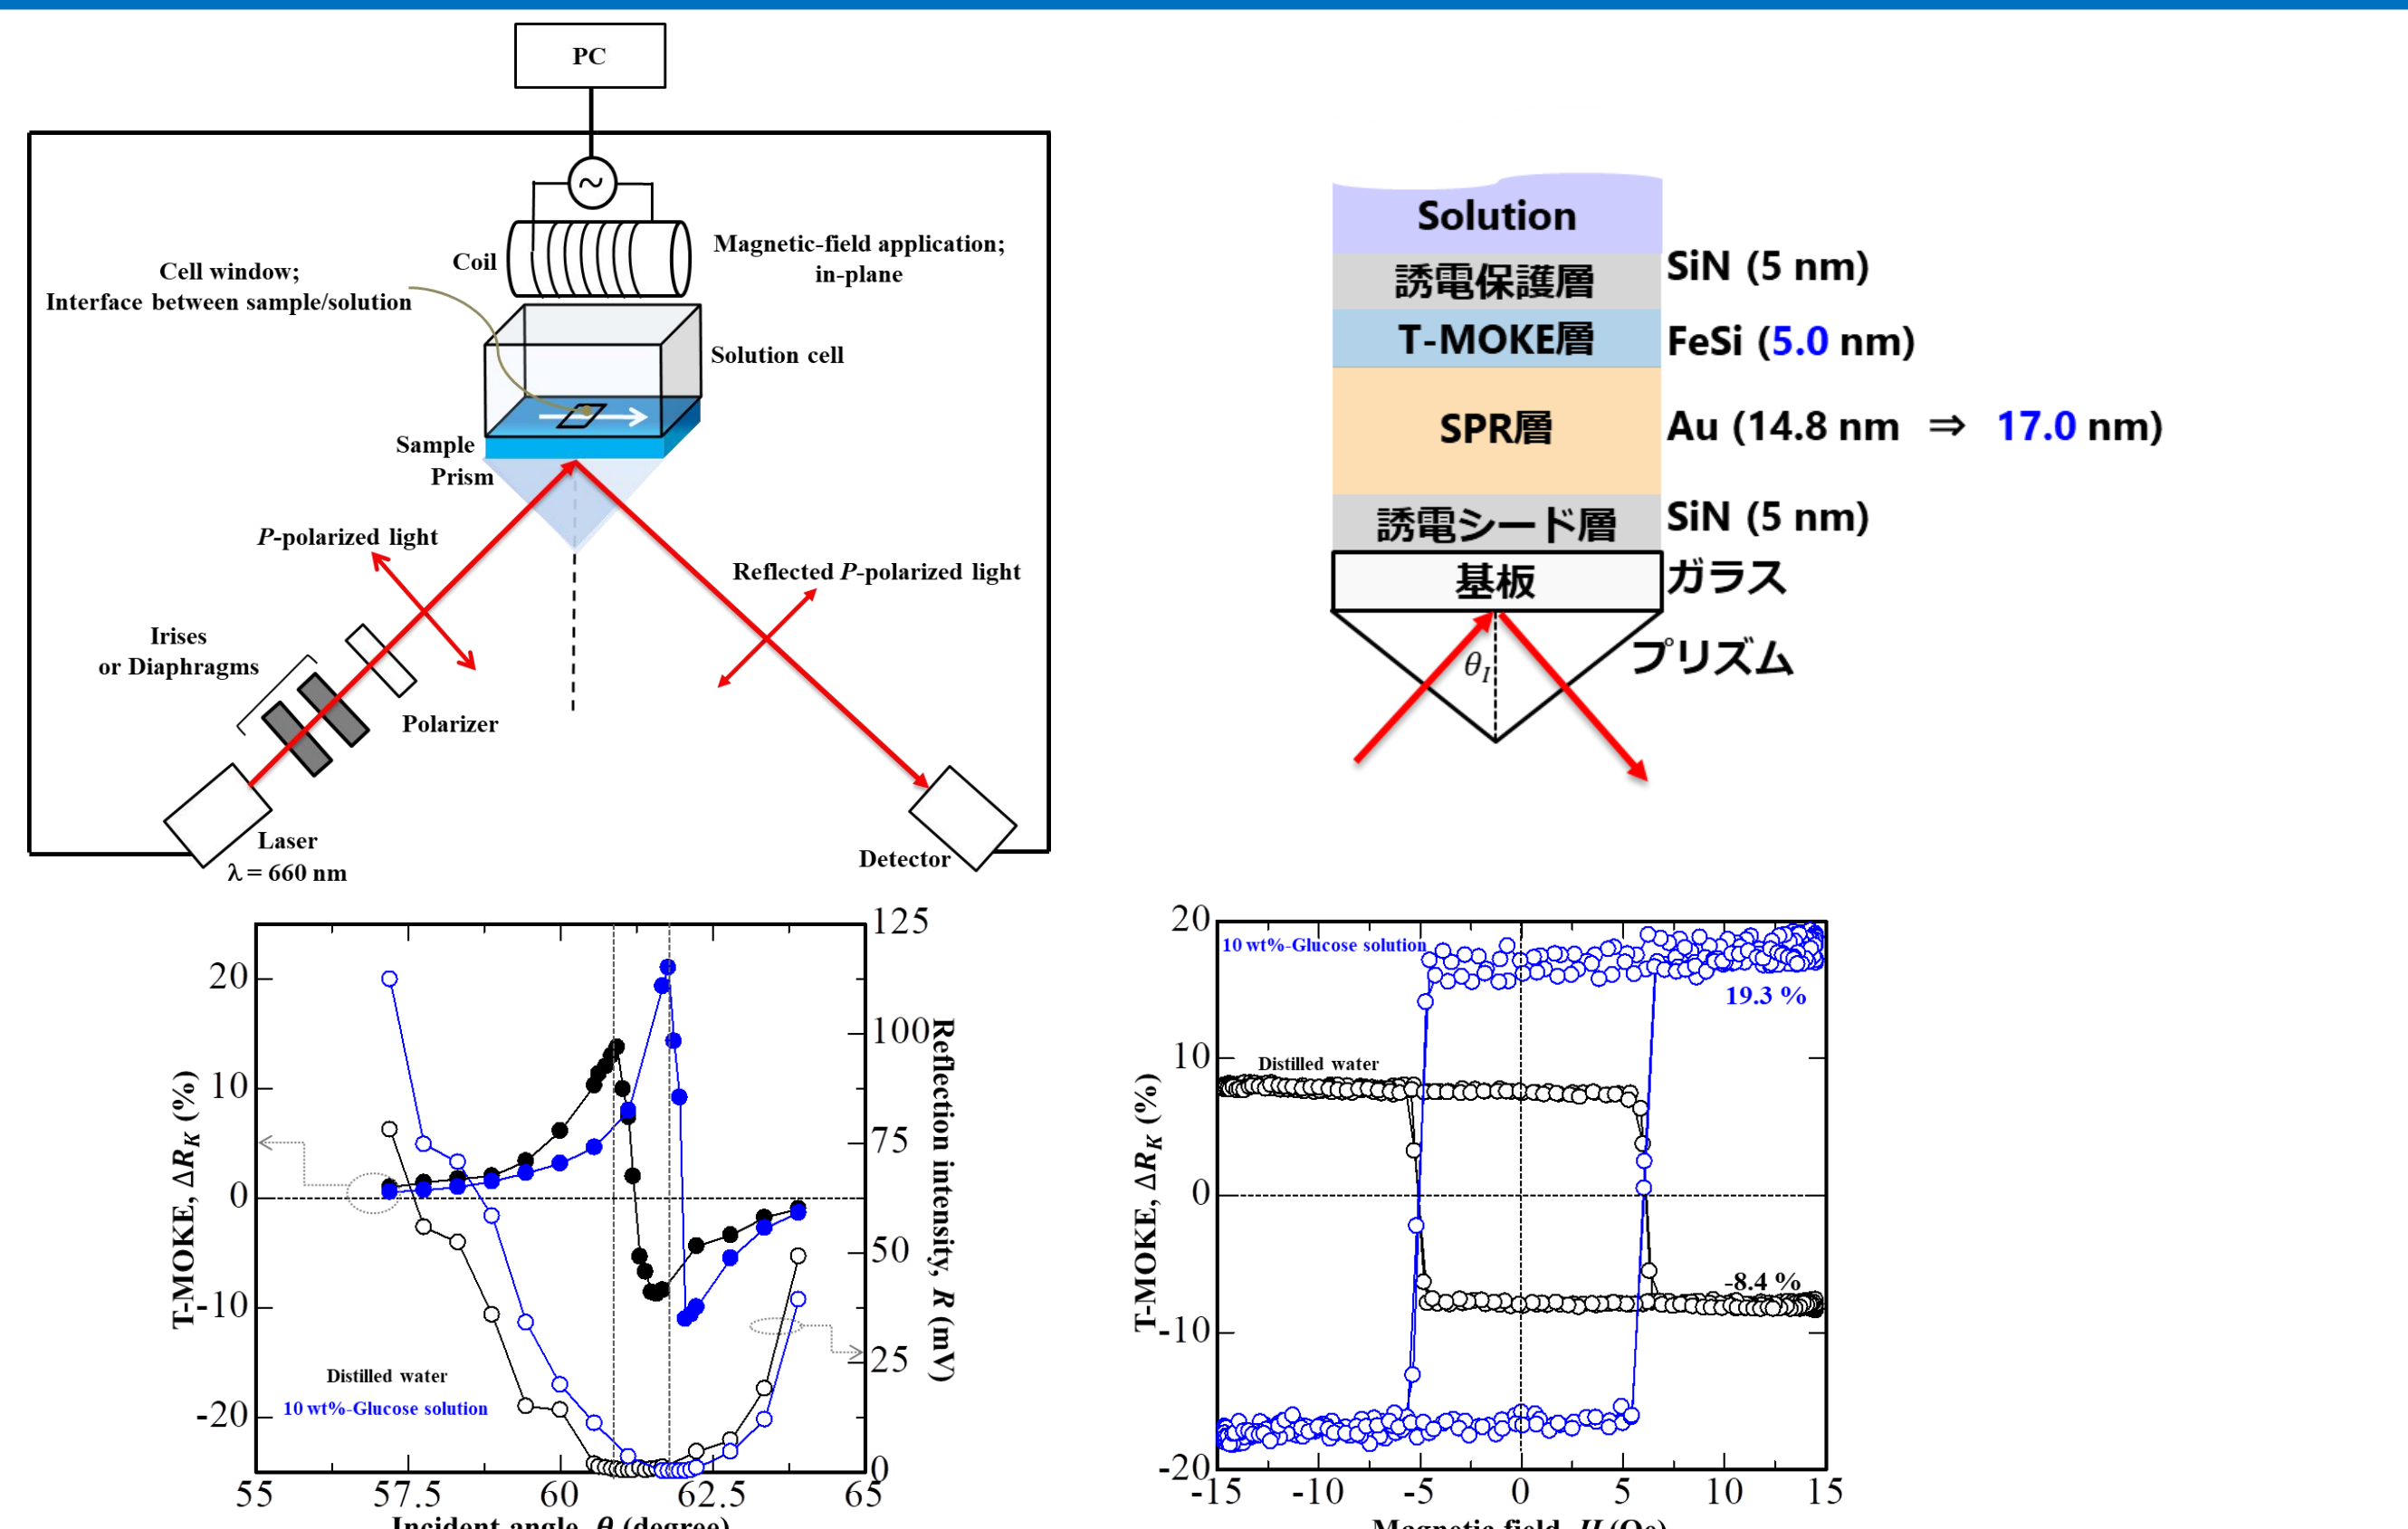 PC
Coil
Magnetic-field application;
in-plane
Cell window;
Interface between sample/solution
Solution cell
Sample
Prism
P-polarized light
Reflected P-polarized light
Irises
or Diaphragms
Polarizer
Laser
λ = 660 nm
Detector
Solution
誘電保護層
SiN (5 nm)
T-MOKE層
FeSi (5.0 nm)
SPR層
Au (14.8 nm ⇒ 17.0 nm)
誘電シード層
SiN (5 nm)
基板
ガラス
θI
プリズム
T-MOKE, ΔRK (%)
20
10
0
-10
-20
125
100
75
50
25
0
Reflection intensity, R (mV)
Distilled water
10 wt%-Glucose solution
55
57.5
60
62.5
65
Incident angle, θ (degree)
T-MOKE, ΔRK (%)
20
10
0
-10
-20
10 wt%-Glucose solution
19.3 %
Distilled water
-8.4 %
-15
-10
-5
0
5
10
15
Magnetic field, H (Oe)